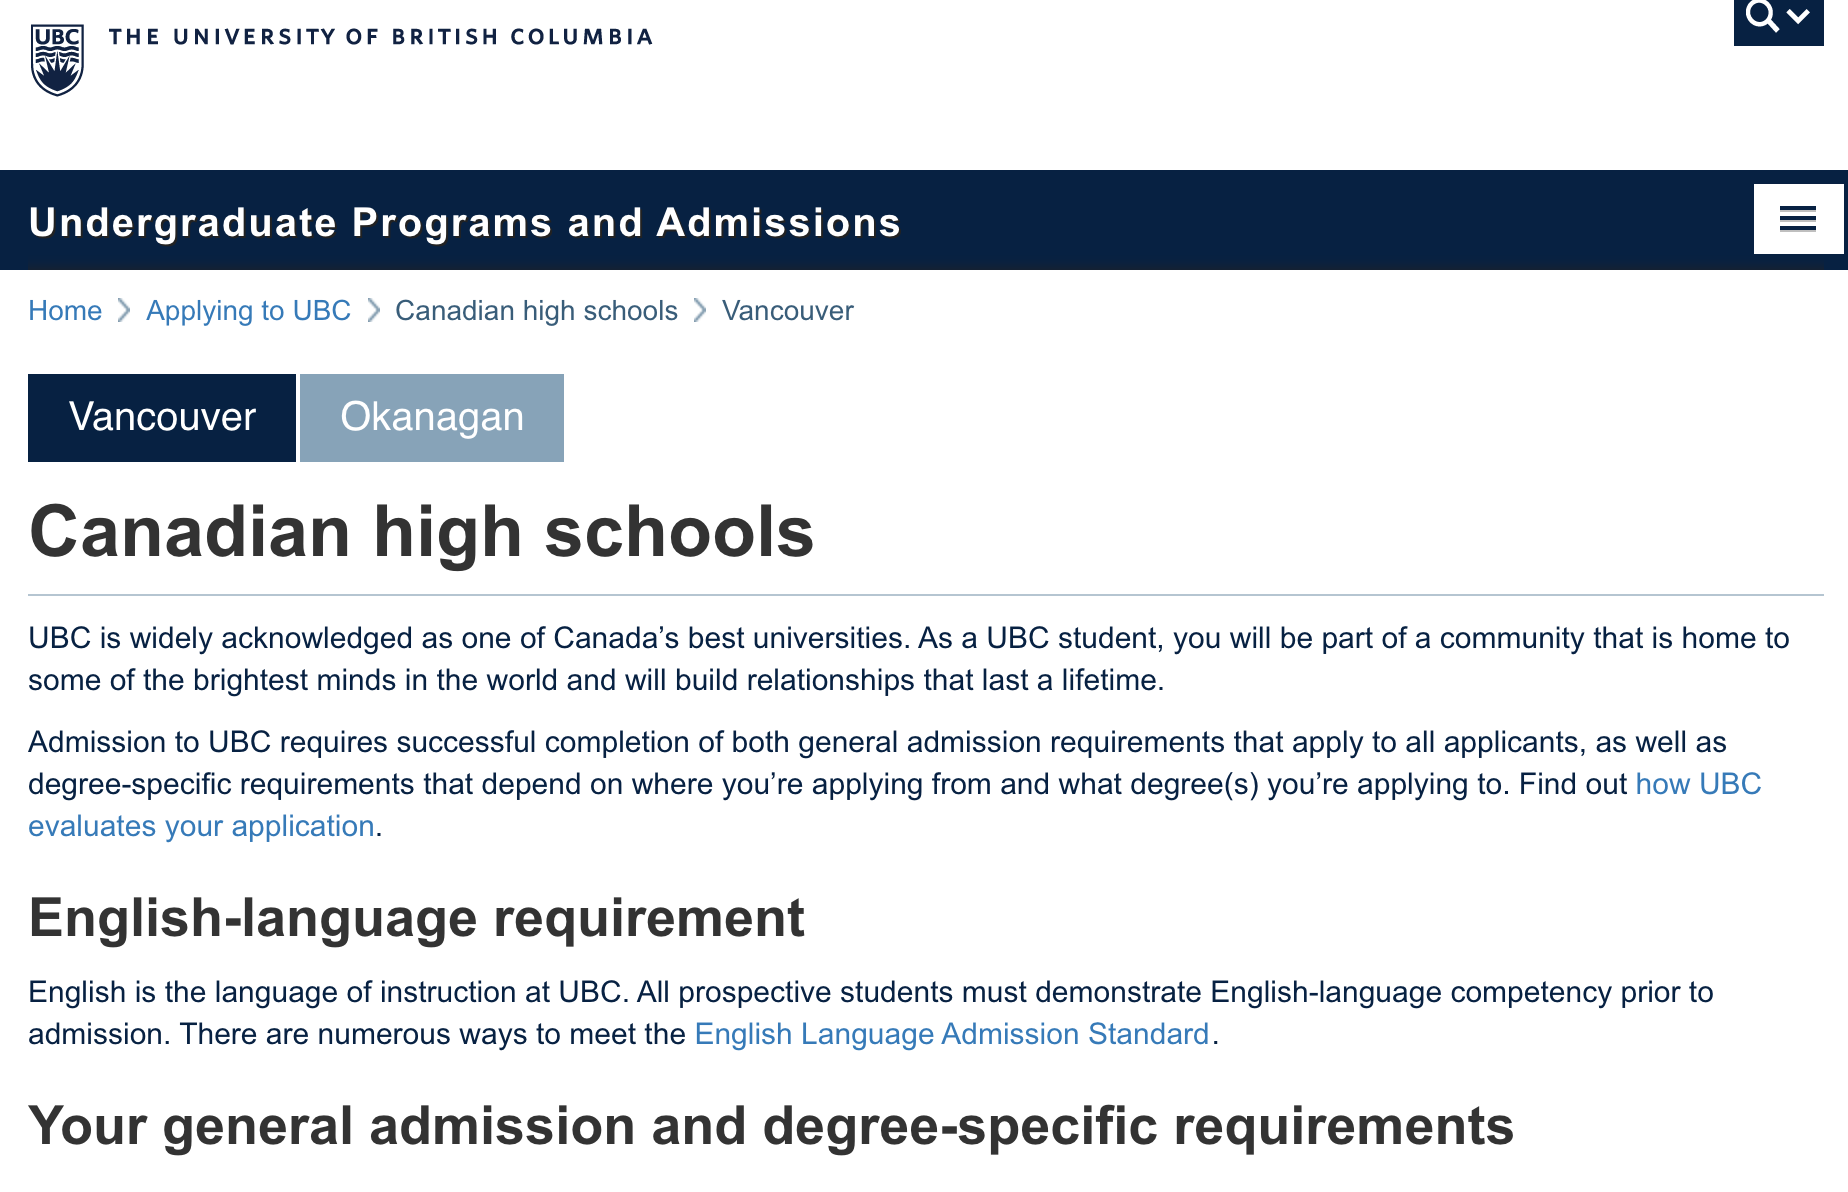 UBC
THE UNIVERSITY OF BRITISH COLUMBIA
Undergraduate Programs and Admissions
Home Applying to UBC Canadian high schools Vancouver
Vancouver Okanagan
Canadian high schools
UBC is widely acknowledged as one of Canada’s best universities. As a UBC student, you will be part of a community that is home to
some of the brightest minds in the world and will build relationships that last a lifetime.
Admission to UBC requires successful completion of both general admission requirements that apply to all applicants, as well as
degree-specific requirements that depend on where you’re applying from and what degree(s) you’re applying to. Find out how UBC
evaluates your application.
English-language requirement
English is the language of instruction at UBC. All prospective students must demonstrate English-language competency prior to
admission. There are numerous ways to meet the English Language Admission Standard.
Your general admission and degree-specific requirements